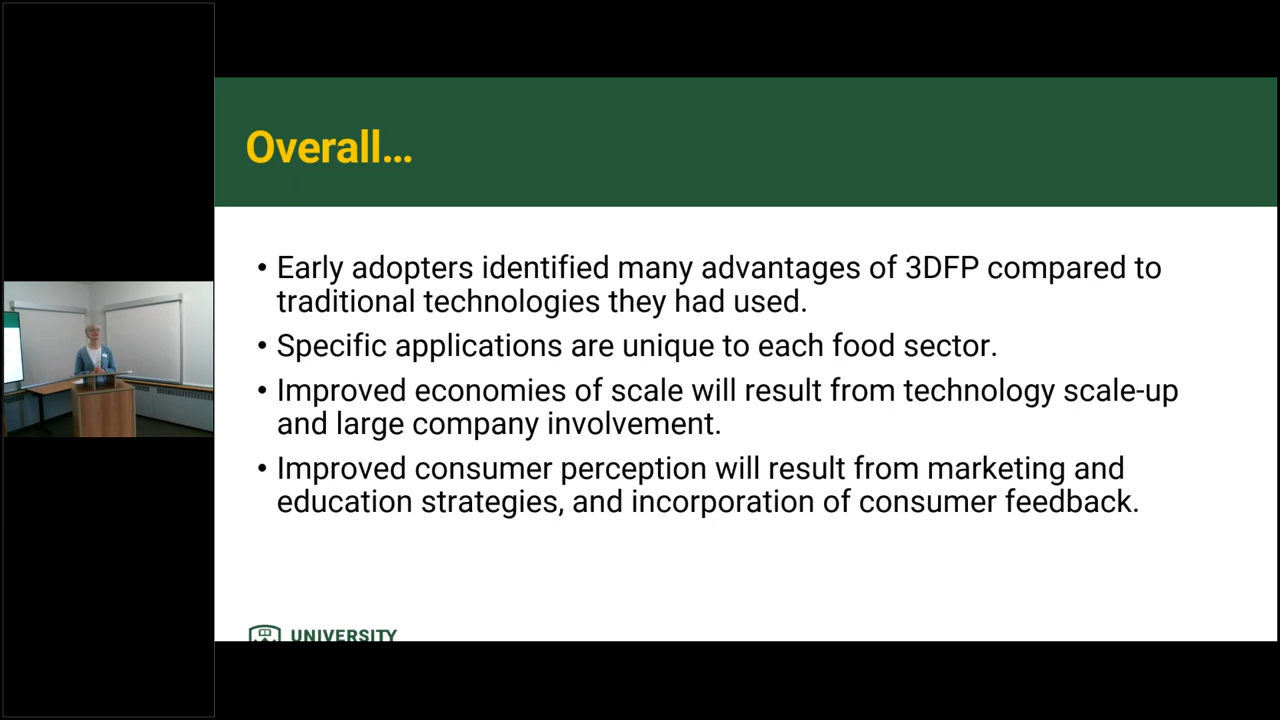 Overall...
• Early adopters identified many advantages of 3DFP compared to
traditional technologies they had used.
• Specific applications are unique to each food sector.
• Improved economies of scale will result from technology scale-up
and large company involvement.
• Improved consumer perception will result from marketing and
education strategies, and incorporation of consumer feedback.
UNIVERSITY